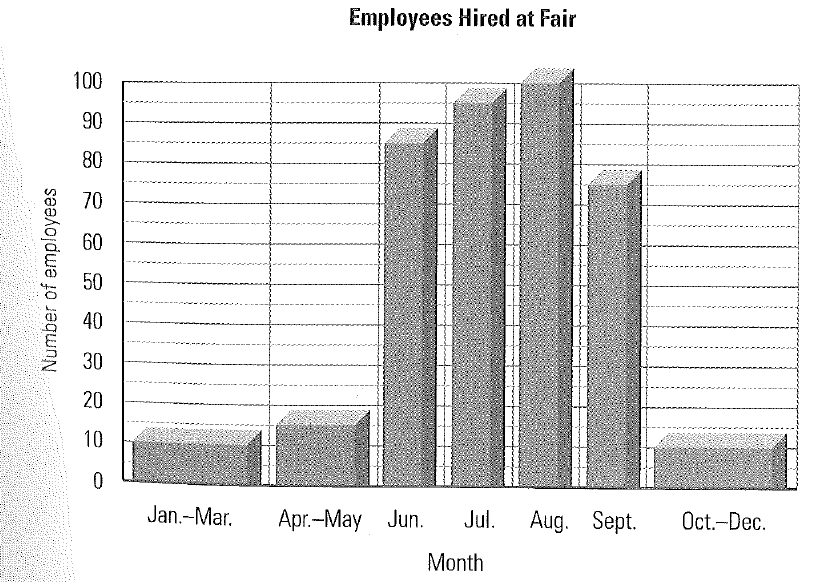 Employees Hired at Fair
100
90
80
70
60
50
40
30
20
10
0
Number of employees
Jan.–Mar.
Apr.–May
Jun.
Jul.
Aug.
Sept.
Oct.–Dec.
Month